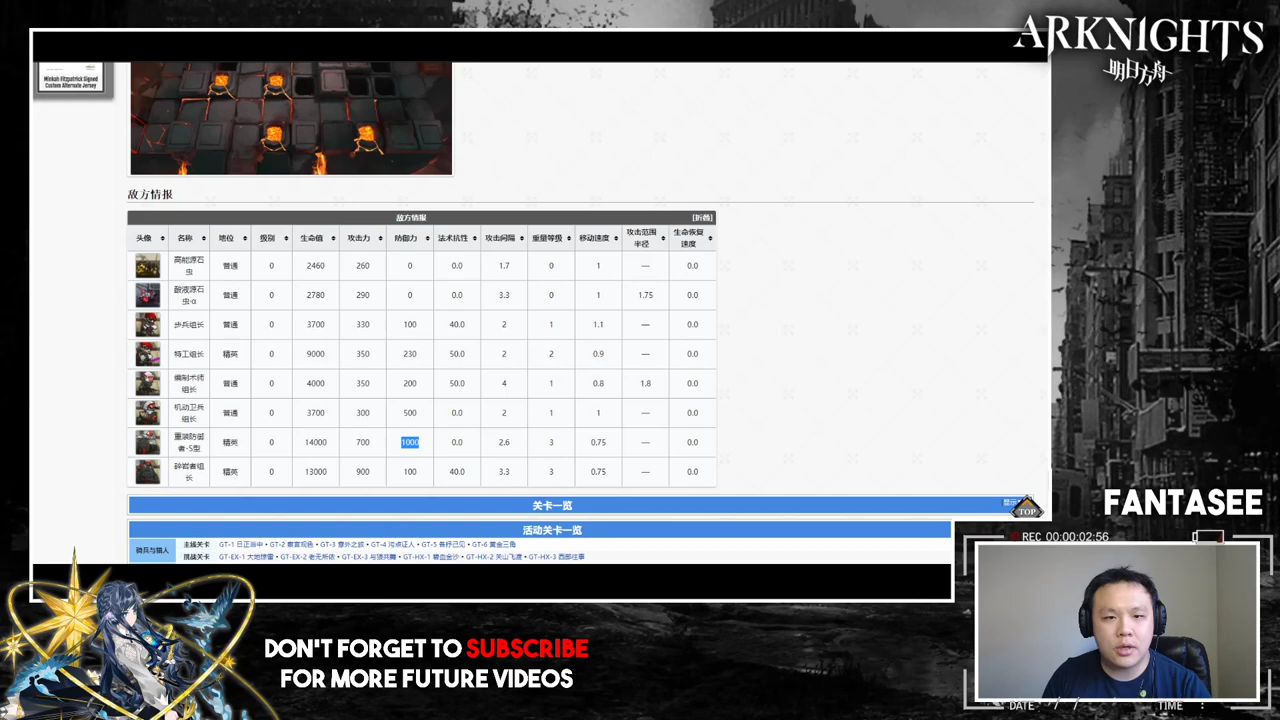 ARKNIGHTS
明日方舟
Minkah Fitzpatrick Signed
Custom Alternate Jersey
敌方情报
敌方情报 [折叠]
头像 名称 地位 级别 生命值 攻击力 防御力 法术抗性 攻击间隔 重量等级 移动速度 攻击范围半径 生命恢复速度
高能源石虫 普通 0 2460 260 0 0.0 1.7 0 1 — 0.0
酸液源石虫·α 普通 0 2780 290 0 0.0 3.3 0 1 1.75 0.0
步兵组长 普通 0 3700 330 100 40.0 2 1 1.1 — 0.0
特工组长 精英 0 9000 350 230 50.0 2 2 0.9 — 0.0
编制术师组长 普通 0 4000 350 200 50.0 4 1 0.8 1.8 0.0
机动卫兵组长 普通 0 3700 300 500 0.0 2 1 1 — 0.0
重装防御者-S型 精英 0 14000 700 1000 0.0 2.6 3 0.75 — 0.0
碎岩者组长 精英 0 13000 900 100 40.0 3.3 3 0.75 — 0.0
关卡一览
TOP
活动关卡一览
骑兵与猎人
主线关卡 GT-1 日正当中 • GT-2 察言观色 • GT-3 意外之旅 • GT-4 污点证人 • GT-5 各抒己见 • GT-6 黄金三角
挑战关卡 GT-EX-1 大地惊雷 • GT-EX-2 老无所依 • GT-EX-3 与狼共舞 • GT-HX-1 碧血金沙 • GT-HX-2 关山飞渡 • GT-HX-3 西部往事
FANTASEE
REC 00:00:02:56
DON'T FORGET TO SUBSCRIBE
FOR MORE FUTURE VIDEOS
DATE / / TIME :